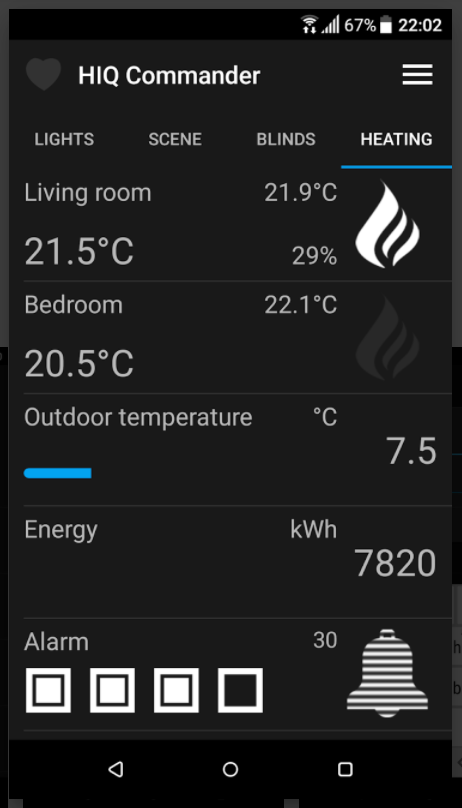 67% 22:02
HIQ Commander
LIGHTS SCENE BLINDS HEATING
Living room 21.9°C
21.5°C 29%
Bedroom 22.1°C
20.5°C
Outdoor temperature °C
7.5
Energy kWh
7820
Alarm 30
h
b